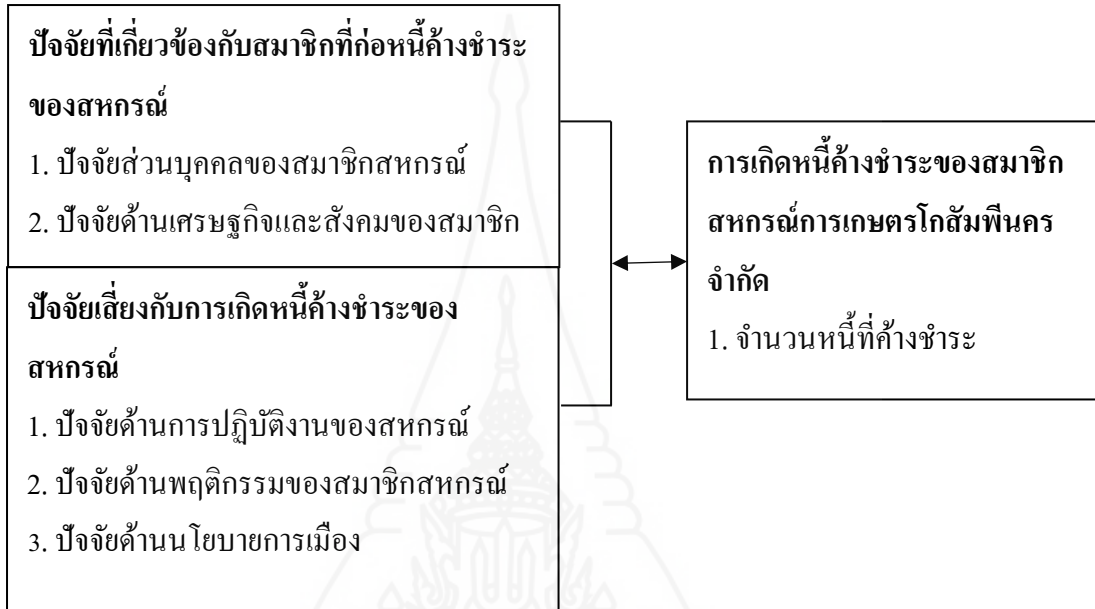 ปัจจัยที่เกี่ยวข้องกับสมาชิกที่ก่อหนี้ค้างชำระ
ของสหกรณ์
1. ปัจจัยส่วนบุคคลของสมาชิกสหกรณ์
2. ปัจจัยด้านเศรษฐกิจและสังคมของสมาชิก
ปัจจัยเสี่ยงกับการเกิดหนี้ค้างชำระของ
สหกรณ์
1. ปัจจัยด้านการปฏิบัติงานของสหกรณ์
2. ปัจจัยด้านพฤติกรรมของสมาชิกสหกรณ์
3. ปัจจัยด้านนโยบายการเมือง
การเกิดหนี้ค้างชำระของสมาชิก
สหกรณ์การเกษตรโกสัมพีนคร
จำกัด
1. จำนวนหนี้ที่ค้างชำระ